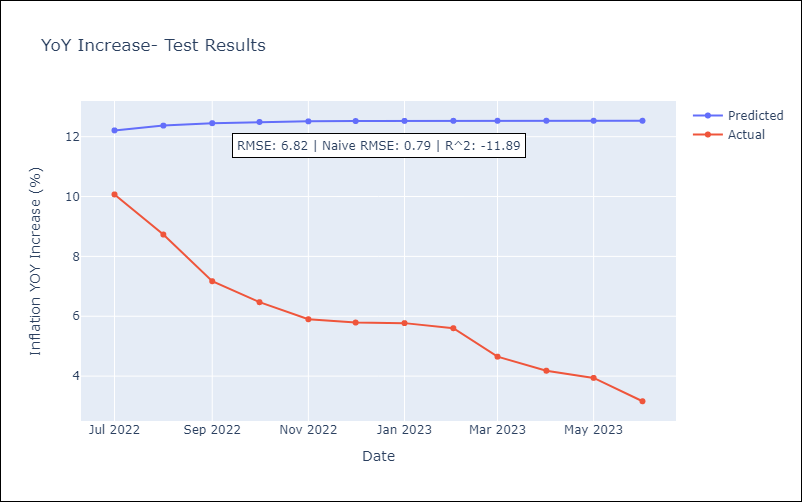 YoY Increase- Test Results
Predicted
Actual
RMSE: 6.82 | Naive RMSE: 0.79 | R^2: -11.89
Inflation YOY Increase (%)
12
10
8
6
4
Jul 2022
Sep 2022
Nov 2022
Jan 2023
Mar 2023
May 2023
Date